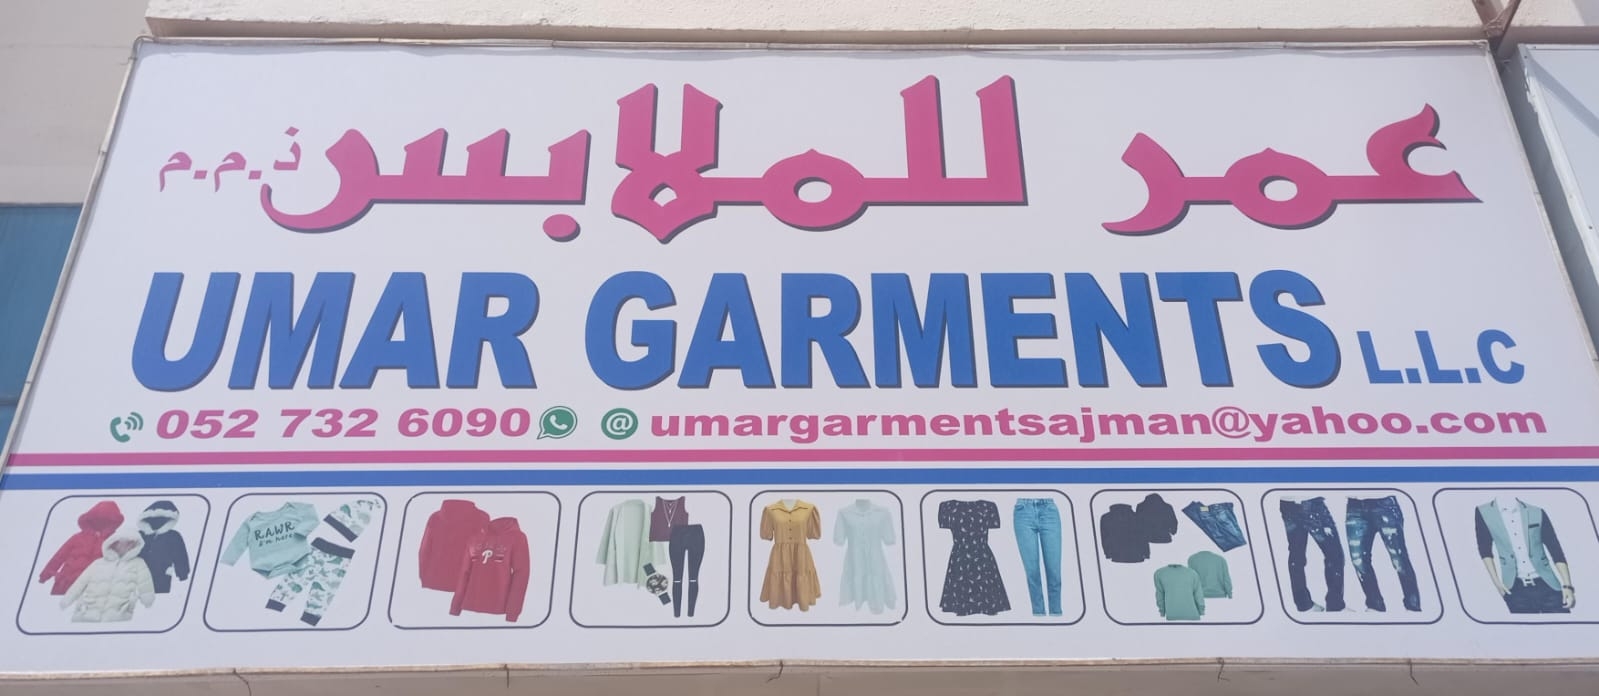 عمر للملابس ذ.م.م
UMAR GARMENTS L.L.C
052 732 6090 @ umargarmentsajman@yahoo.com
RAWR
P